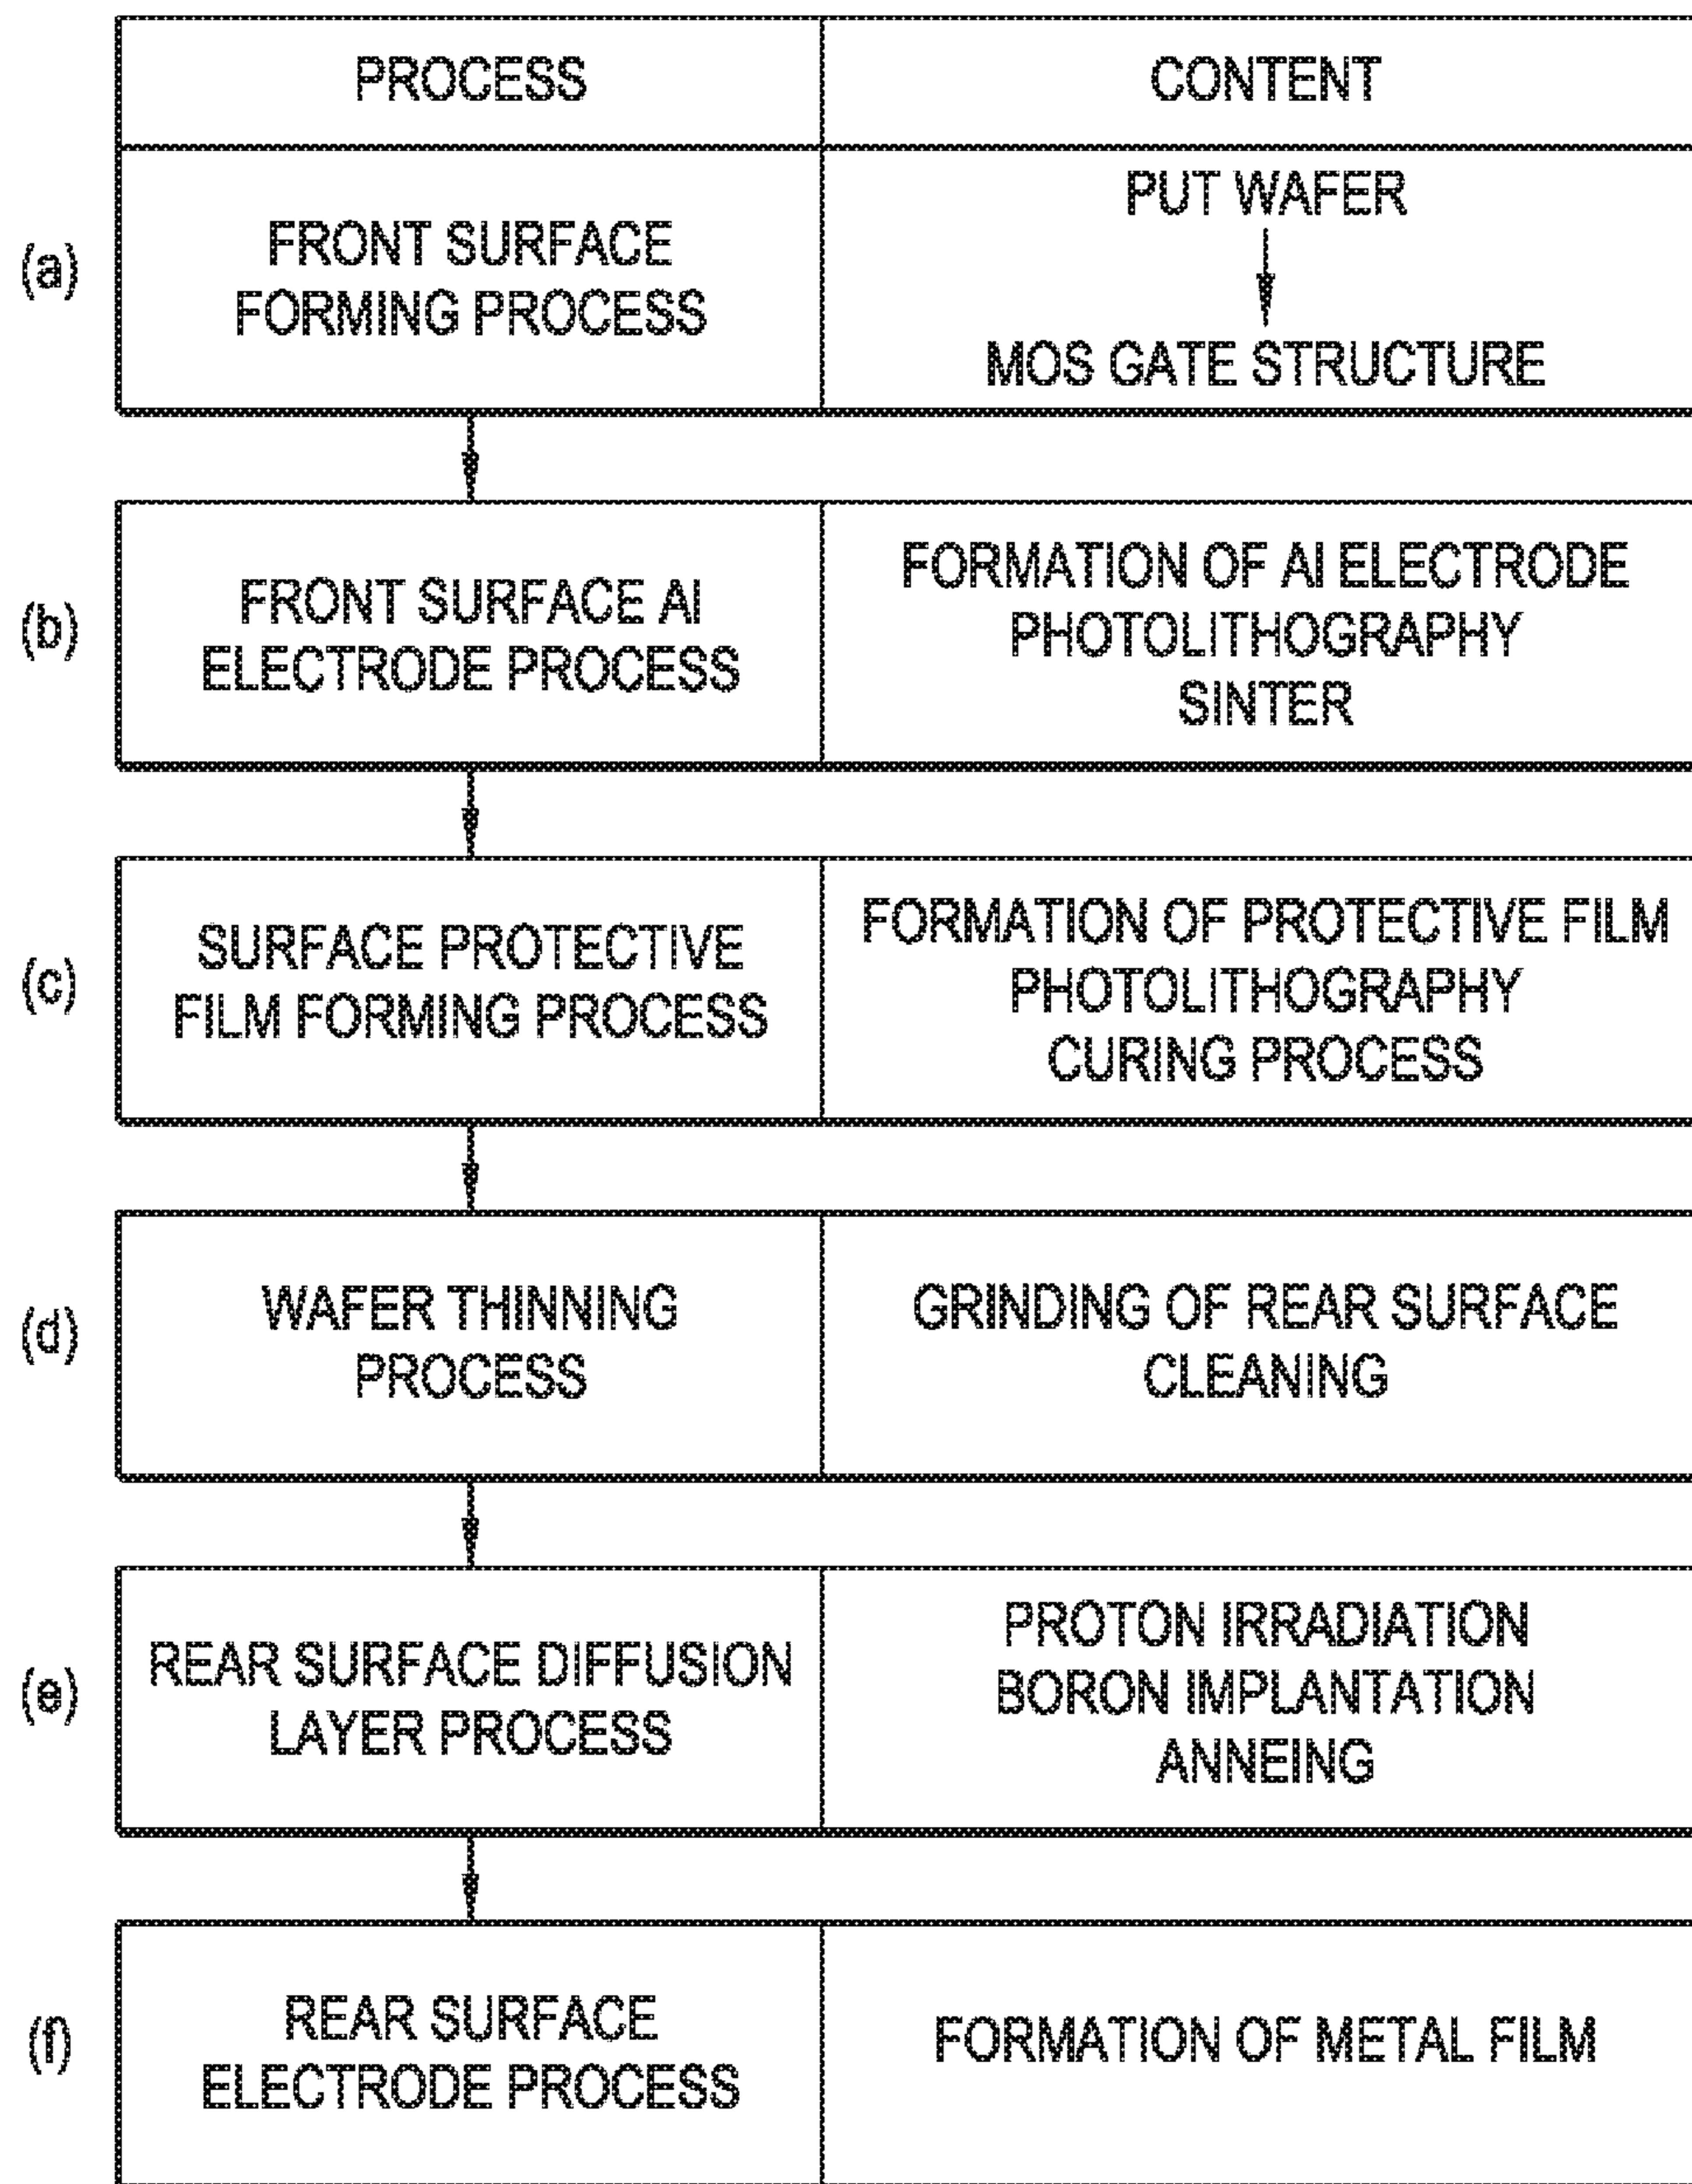 PROCESS
CONTENT
(a)
FRONT SURFACE
FORMING PROCESS
PUT WAFER
MOS GATE STRUCTURE
(b)
FRONT SURFACE Al
ELECTRODE PROCESS
FORMATION OF Al ELECTRODE
PHOTOLITHOGRAPHY
SINTER
(c)
SURFACE PROTECTIVE
FILM FORMING PROCESS
FORMATION OF PROTECTIVE FILM
PHOTOLITHOGRAPHY
CURING PROCESS
(d)
WAFER THINNING
PROCESS
GRINDING OF REAR SURFACE
CLEANING
(e)
REAR SURFACE DIFFUSION
LAYER PROCESS
PROTON IRRADIATION
BORON IMPLANTATION
ANNEING
(f)
REAR SURFACE
ELECTRODE PROCESS
FORMATION OF METAL FILM